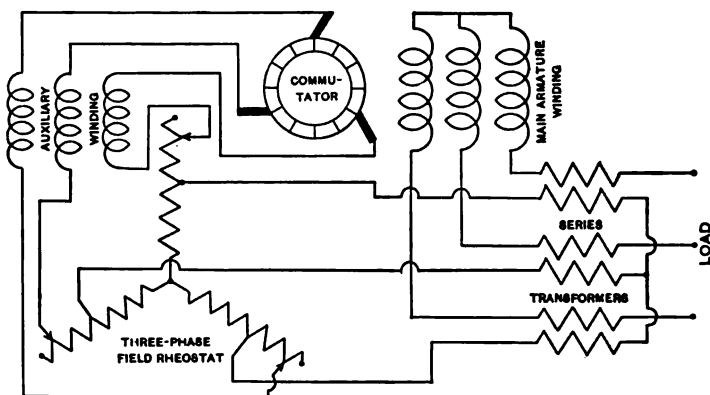 AUXILIARY
WINDING
COMMU-
TATOR
MAIN ARMATURE
WINDING
SERIES
TRANSFORMERS
LOAD
THREE-PHASE
FIELD RHEOSTAT